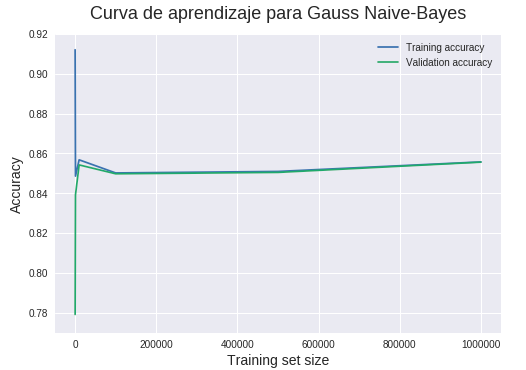 Curva de aprendizaje para Gauss Naive-Bayes
Training accuracy
Validation accuracy
Accuracy
0.92
0.90
0.88
0.86
0.84
0.82
0.80
0.78
0
200000
400000
600000
800000
1000000
Training set size